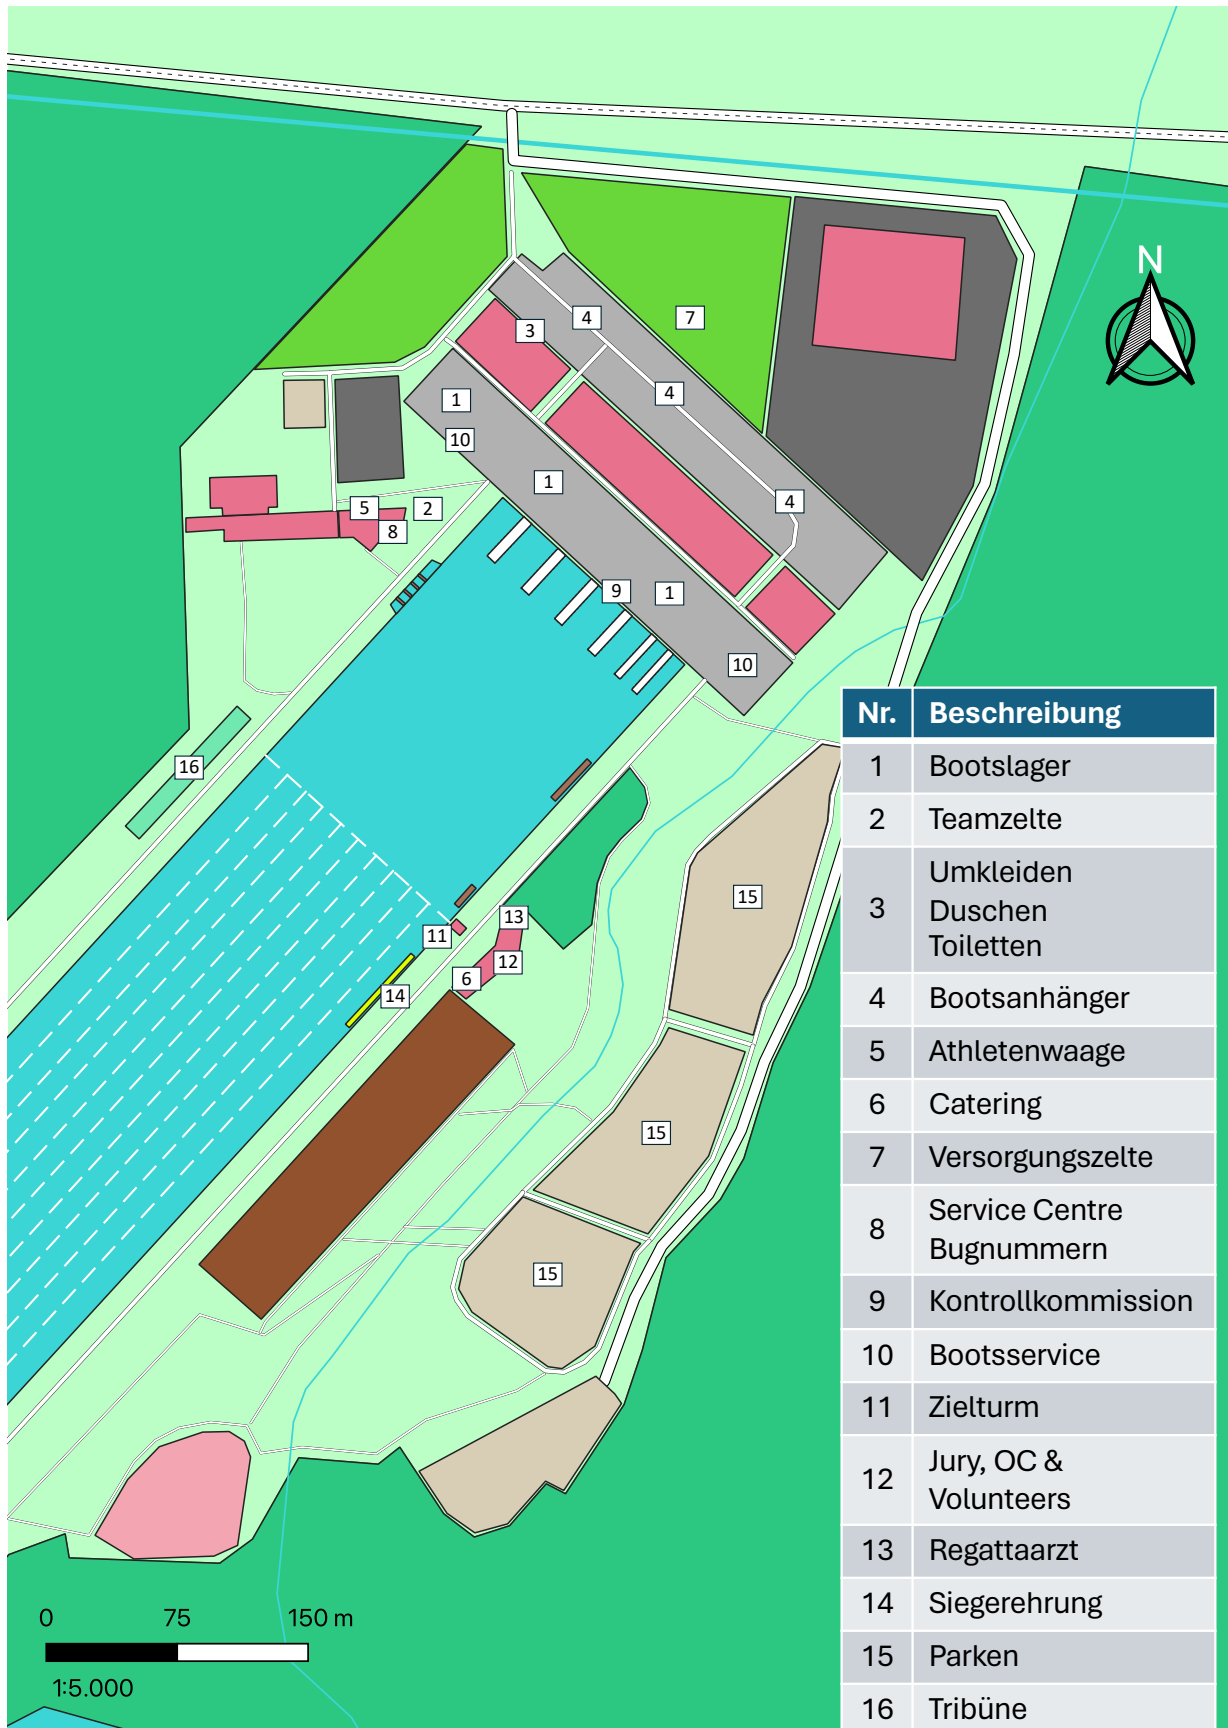 N
4
3
7
1
4
10
1
4
5
2
8
9
1
10
16
15
13
11
12
6
14
15
15
0 75 150 m
1:5.000
Nr. Beschreibung
1 Bootslager
2 Teamzelte
3 Umkleiden
Duschen
Toiletten
4 Bootsanhänger
5 Athletenwaage
6 Catering
7 Versorgungszelte
8 Service Centre
Bugnummern
9 Kontrollkommission
10 Bootsservice
11 Zielturm
12 Jury, OC &
Volunteers
13 Regattaarzt
14 Siegerehrung
15 Parken
16 Tribüne